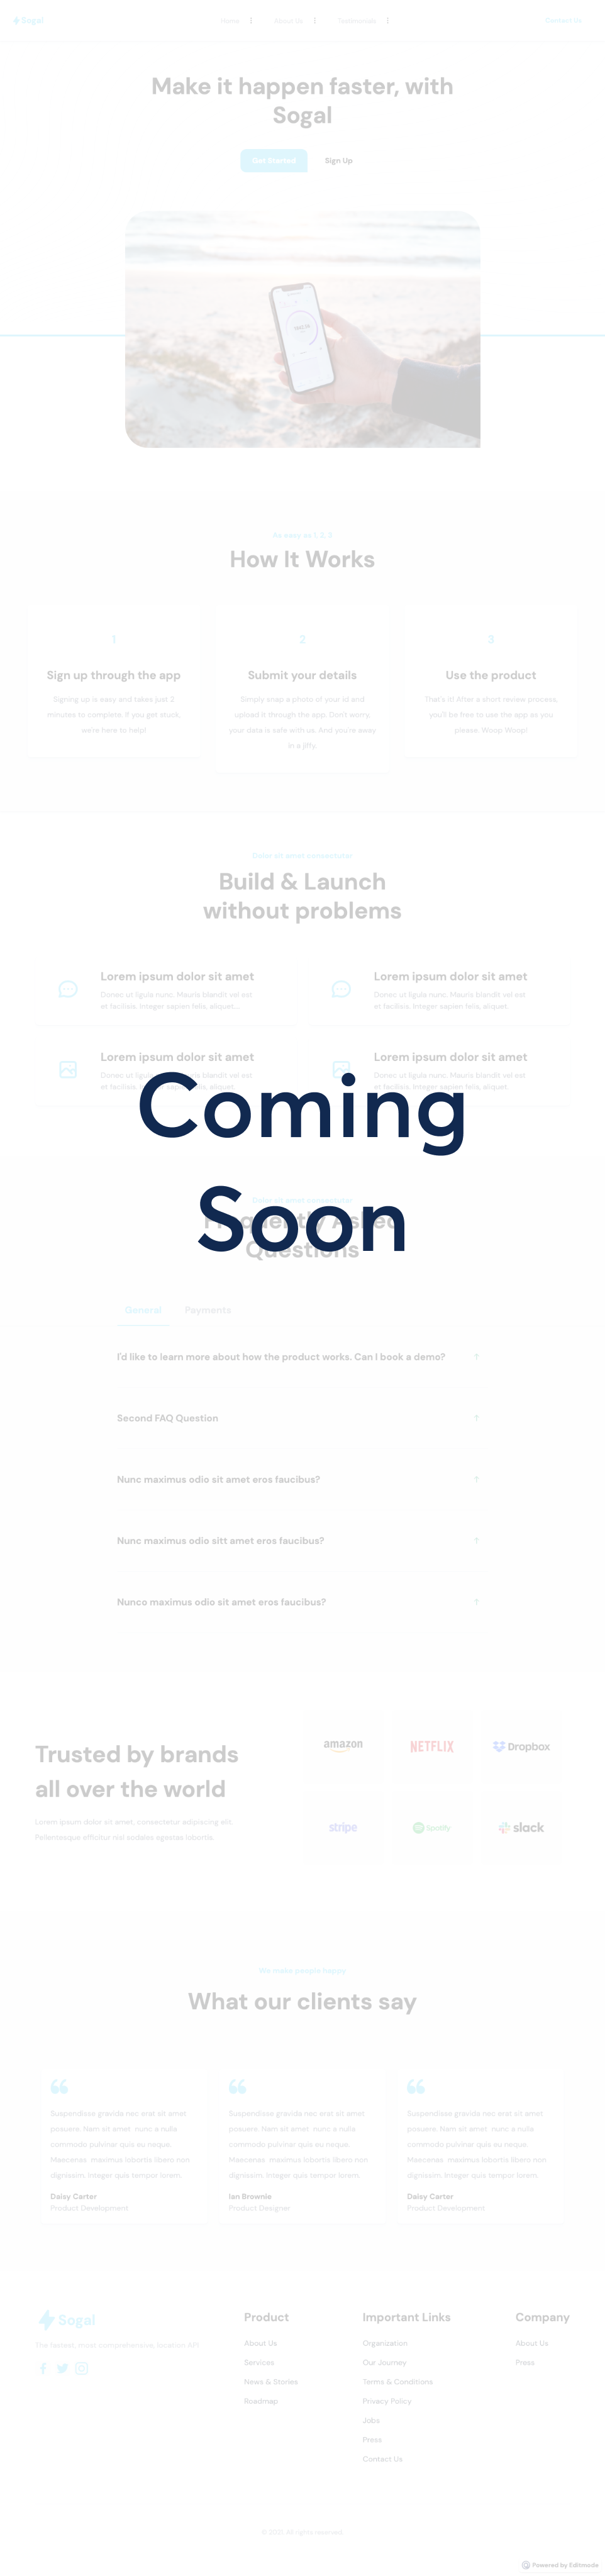 Sogal
Home
About Us
Testimonials
Contact Us
Make it happen faster, with
Sogal
Get Started
Sign Up
As easy as 1, 2, 3
How It Works
1
2
3
Sign up through the app
Submit your details
Use the product
Signing up is easy and takes just 2
minutes to complete. If you get stuck,
we're here to help!
Simply snap a photo of your id and
upload it through the app. Don't worry
your data is safe with us. And you're away
in a jiffy.
That's it! After a short review process,
you'll be free to use the app as you
please. Woop Woop!
Dolor sit amet consectutur
Build & Launch
without problems
Lorem ipsum dolor sit amet
Donec ut ligula nunc. Mauris blandit vel est
et facilisis. Integer sapien felis, aliquet....
Lorem ipsum dolor sit amet
Donec ut ligula nunc. Mauris blandit vel est
et facilisis. Integer sapien felis, aliquet.
Lorem ipsum dolor sit amet
Donec ut ligula nunc. Mauris blandit vel est
et facilisis. Integer sapien felis, aliquet.
Lorem ipsum dolor sit amet
Donec ut ligula nunc. Mauris blandit vel est
et facilisis. Integer sapien felis, aliquet.
Coming
Soon
Dolor sit amet consectutur
Frequently Asked
Questions
General
Payments
I'd like to learn more about how the product works. Can I book a demo?
Second FAQ Question
Nunc maximus odio sit amet eros faucibus?
Nunc maximus odio sitt amet eros faucibus?
Nunco maximus odio sit amet eros faucibus?
Trusted by brands
all over the world
Lorem ipsum dolor sit amet, consectetur adipiscing elit.
Pellentesque efficitur nisl sodales egestas lobortis.
amazon
NETFLIX
Dropbox
stripe
Spotify
slack
We make people happy
What our clients say
Suspendisse gravida nec erat sit amet
posuere. Nam sit amet nunc a nulla
commodo pulvinar quis eu neque.
Maecenas maximus lobortis libero non
dignissim. Integer quis tempor lorem.
Daisy Carter
Product Development
Suspendisse gravida nec erat sit amet
posuere. Nam sit amet nunc a nulla
commodo pulvinar quis eu neque.
Maecenas maximus lobortis libero non
dignissim. Integer quis tempor lorem.
Ian Brownie
Product Designer
Suspendisse gravida nec erat sit amet
posuere. Nam sit amet nunc a nulla
commodo pulvinar quis eu neque.
Maecenas maximus lobortis libero non
dignissim. Integer quis tempor lorem.
Daisy Carter
Product Development
Sogal
The fastest, most comprehensive, location API.
Product
About Us
Services
News & Stories
Roadmap
Important Links
Organization
Our Journey
Terms & Conditions
Privacy Policy
Jobs
Press
Contact Us
Company
About Us
Press
© 2021. All rights reserved.
Powered by Editmode